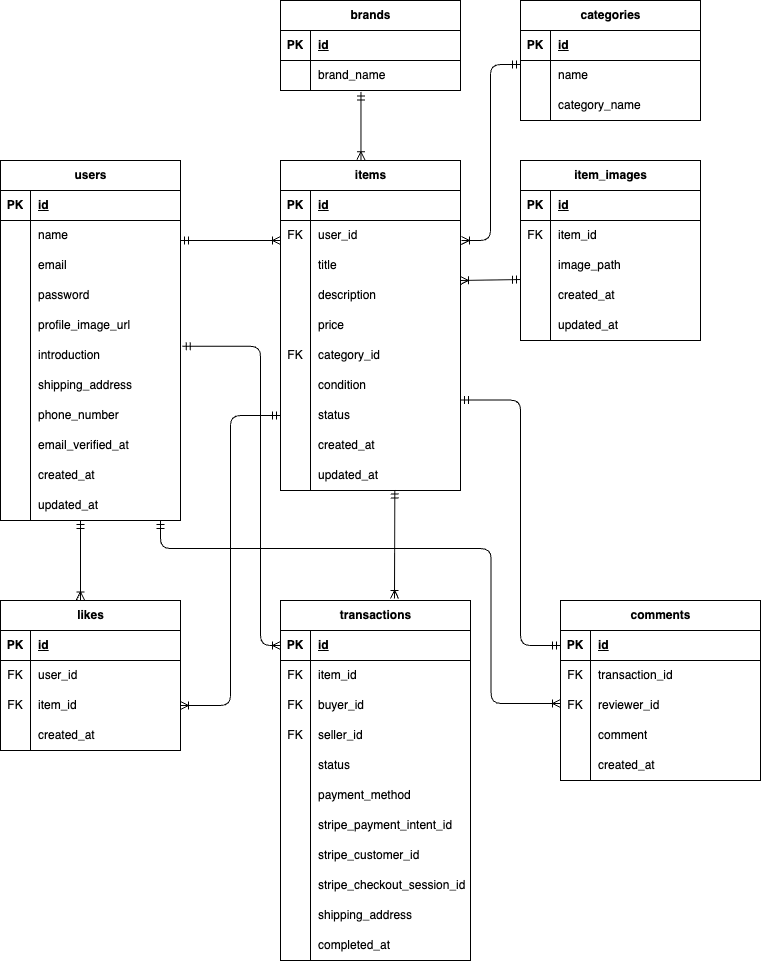 brands
PK id
brand_name
categories
PK id
name
category_name
users
PK id
name
email
password
profile_image_url
introduction
shipping_address
phone_number
email_verified_at
created_at
updated_at
items
PK id
FK user_id
title
description
price
FK category_id
condition
status
created_at
updated_at
item_images
PK id
FK item_id
image_path
created_at
updated_at
likes
PK id
FK user_id
FK item_id
created_at
transactions
PK id
FK item_id
FK buyer_id
FK seller_id
status
payment_method
stripe_payment_intent_id
stripe_customer_id
stripe_checkout_session_id
shipping_address
completed_at
comments
PK id
FK transaction_id
FK reviewer_id
comment
created_at